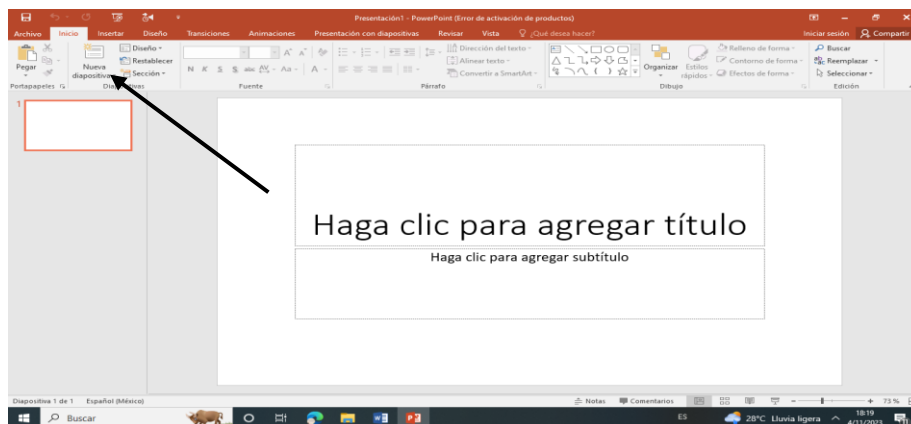 Presentación1 - PowerPoint (Error de activación de productos)
Archivo Inicio Insertar Diseño Transiciones Animaciones Presentación con diapositivas Revisar Vista ¿Qué desea hacer? Iniciar sesión Compartir
Pegar
Nueva diapositiva
Diseño
Restablecer
Sección
N K S S abc AV Aa A
Dirección del texto
Alinear texto
Convertir a SmartArt
Organizar
Estilos rápidos
Relleno de forma
Contorno de forma
Efectos de forma
Buscar
Reemplazar
Seleccionar
Portapapeles Diapositivas Fuente Párrafo Dibujo Edición
1
Haga clic para agregar título
Haga clic para agregar subtítulo
Diapositiva 1 de 1 Español (México) Notas Comentarios 73 %
Buscar ES 28°C Lluvia ligera 18:19
4/11/2023